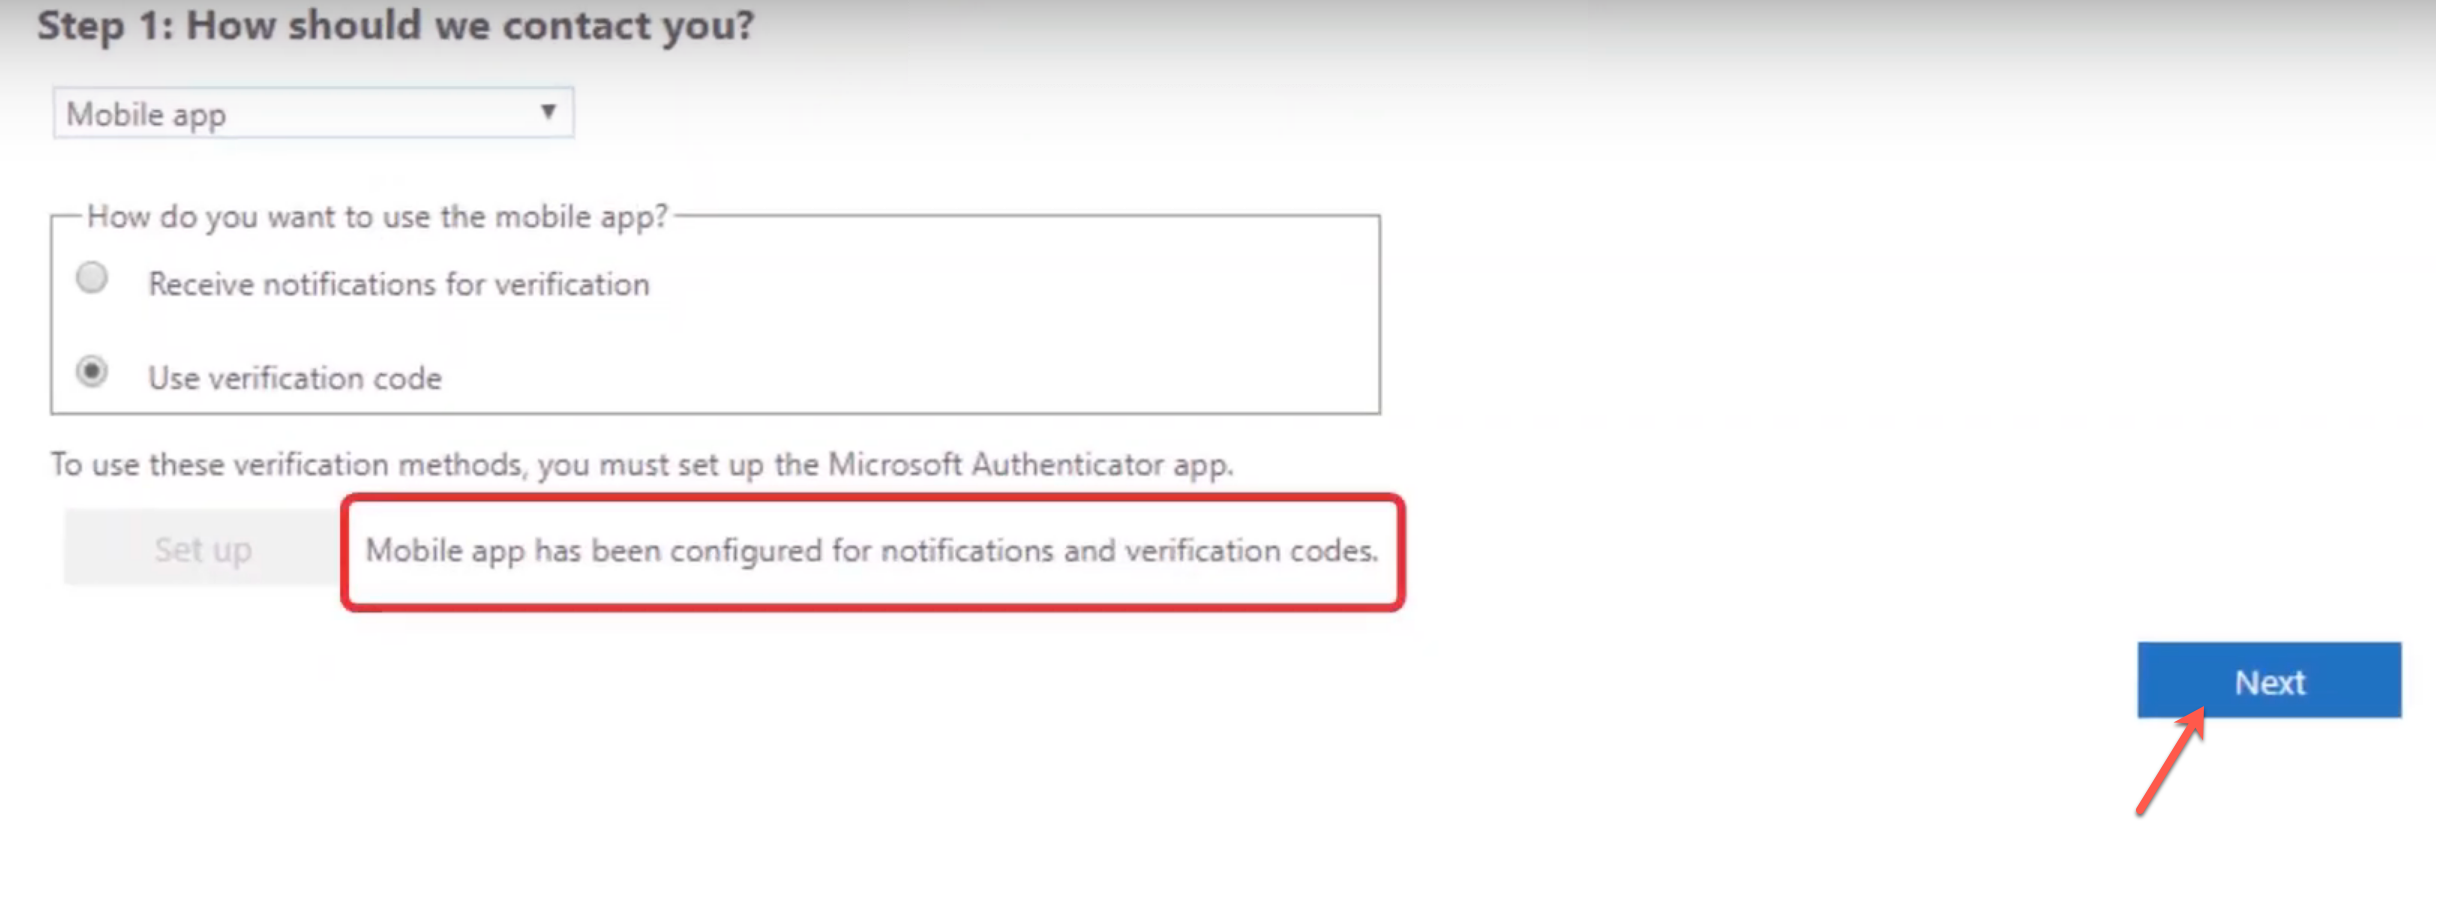 Step 1: How should we contact you?
Mobile app
How do you want to use the mobile app?
Receive notifications for verification
Use verification code
To use these verification methods, you must set up the Microsoft Authenticator app.
Set up
Mobile app has been configured for notifications and verification codes.
Next